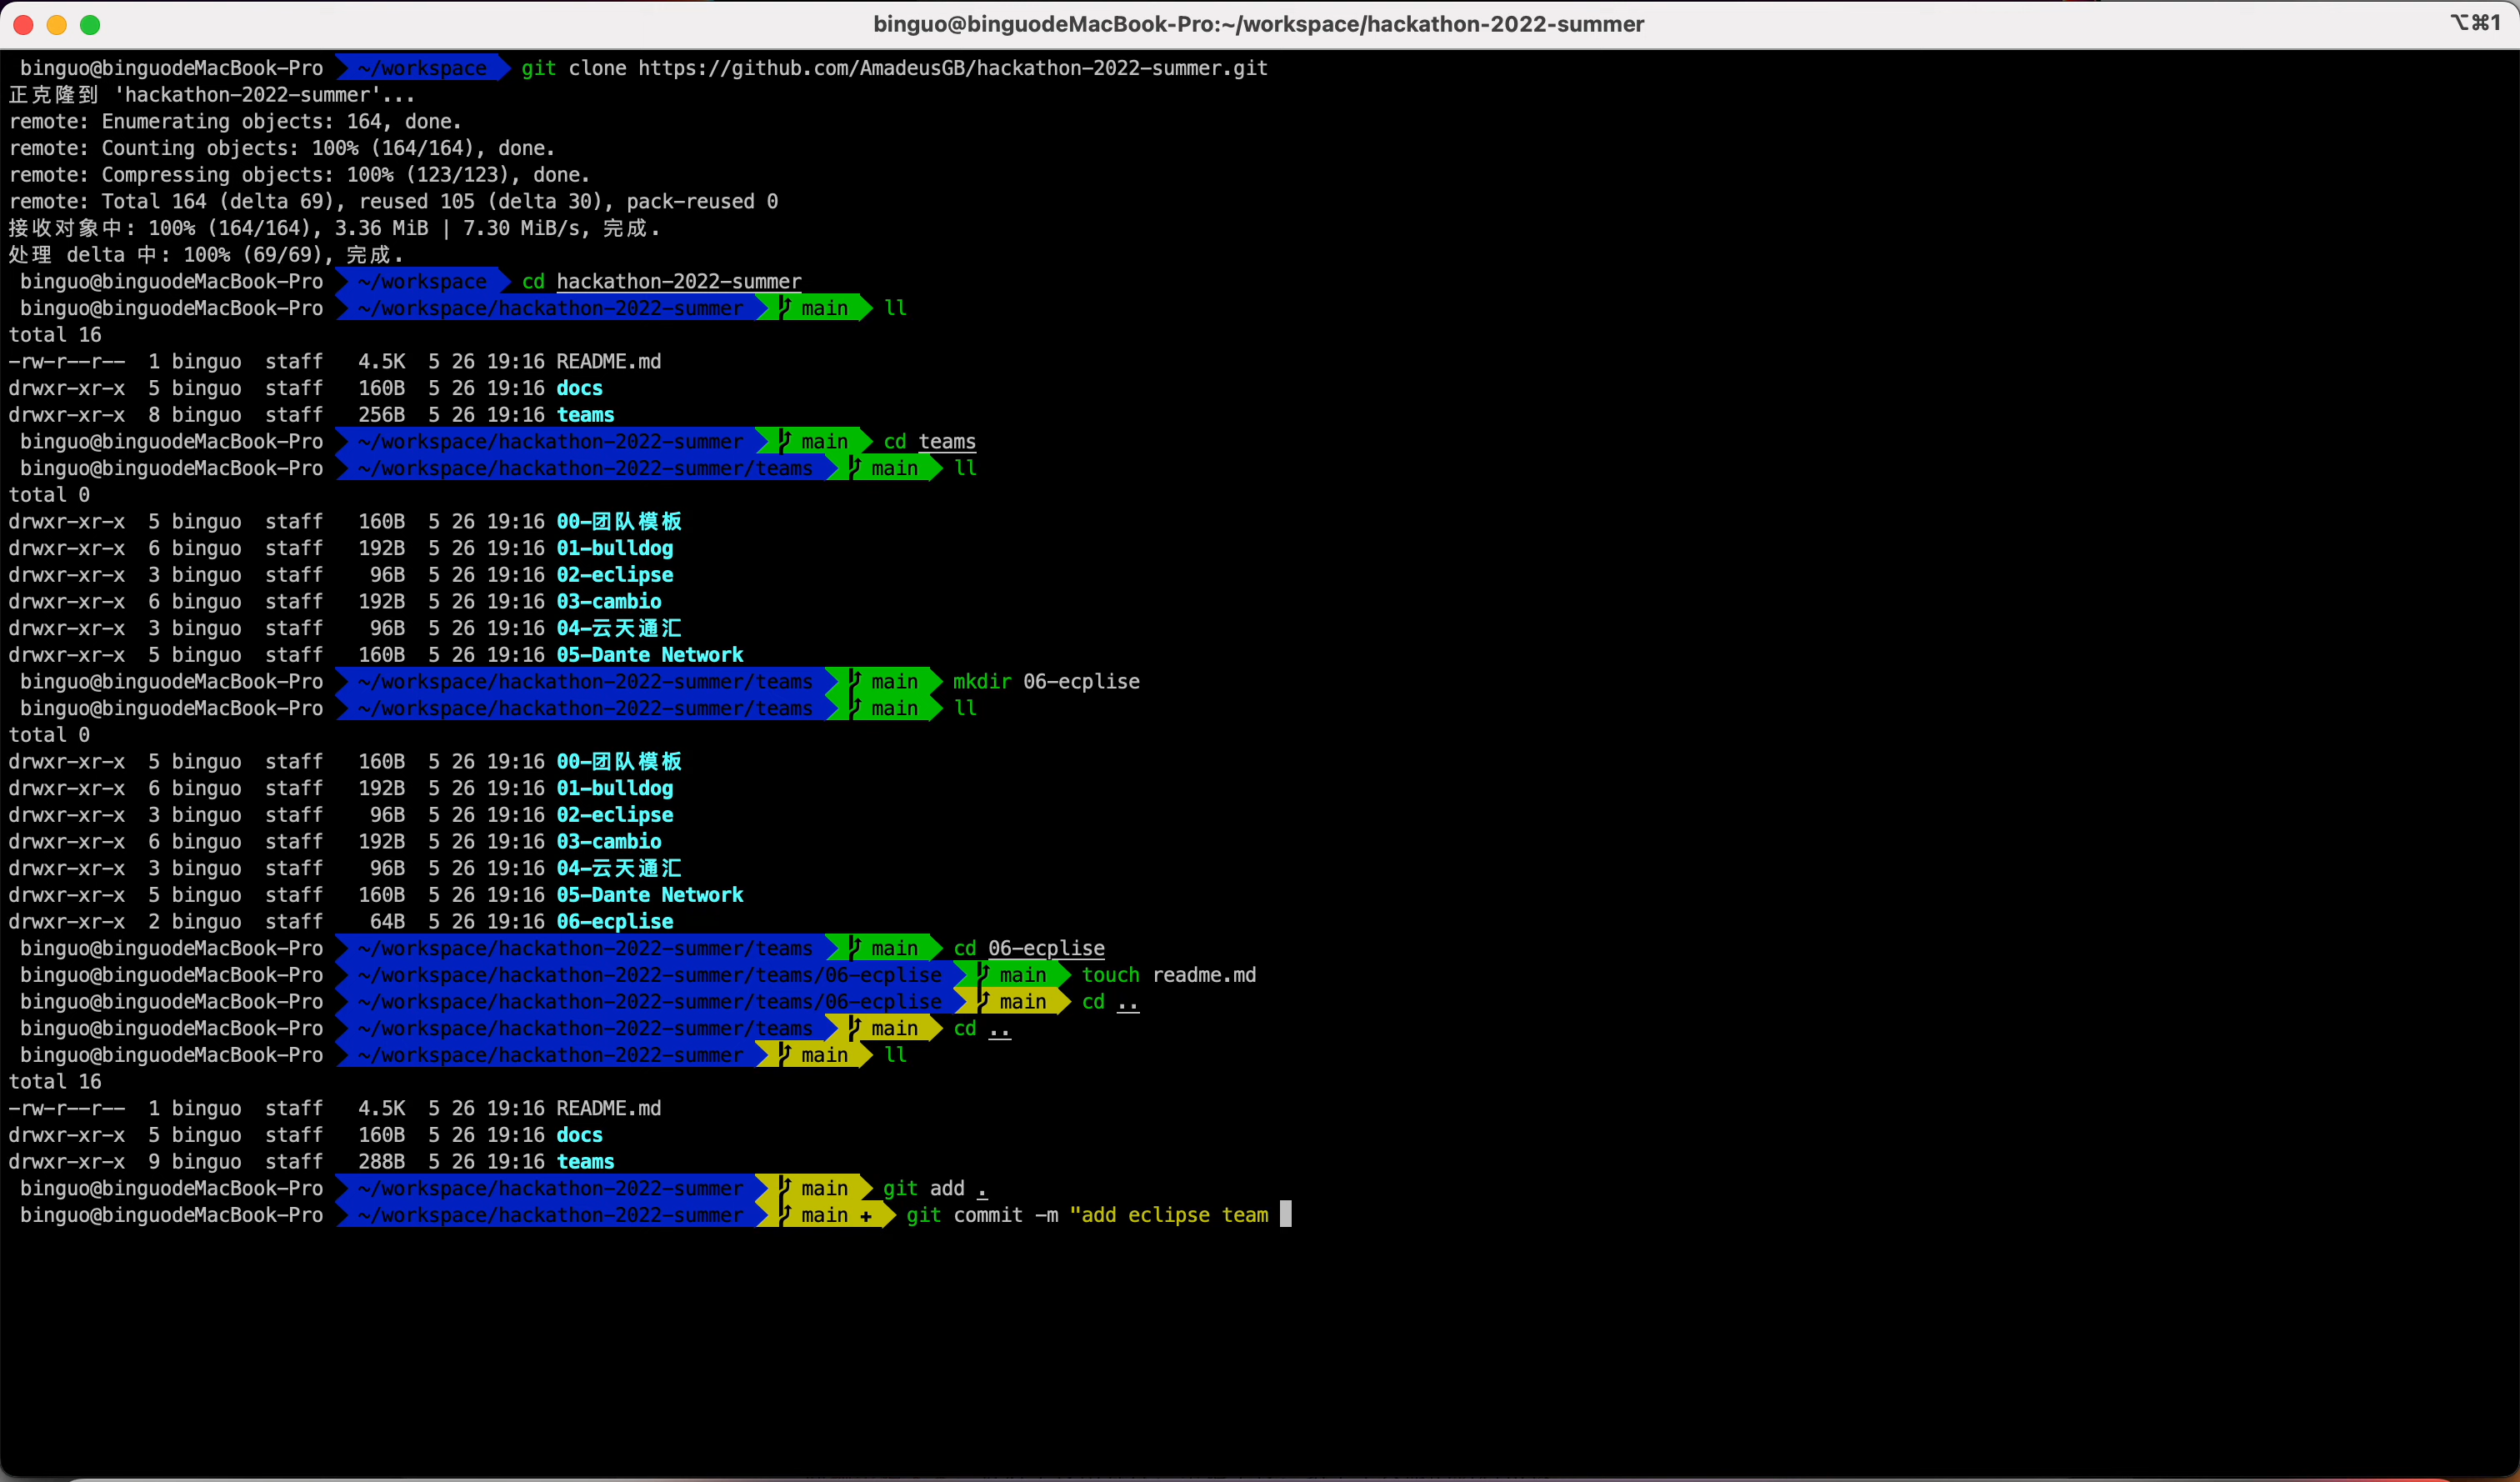 binguo@binguodeMacBook-Pro:~/workspace/hackathon-2022-summer ⌥⌘1
binguo@binguodeMacBook-Pro ~/workspace git clone https://github.com/AmadeusGB/hackathon-2022-summer.git
正克隆到 'hackathon-2022-summer'...
remote: Enumerating objects: 164, done.
remote: Counting objects: 100% (164/164), done.
remote: Compressing objects: 100% (123/123), done.
remote: Total 164 (delta 69), reused 105 (delta 30), pack-reused 0
接收对象中: 100% (164/164), 3.36 MiB | 7.30 MiB/s, 完成.
处理 delta 中: 100% (69/69), 完成.
binguo@binguodeMacBook-Pro ~/workspace cd hackathon-2022-summer
binguo@binguodeMacBook-Pro ~/workspace/hackathon-2022-summer main ll
total 16
-rw-r--r-- 1 binguo staff 4.5K 5 26 19:16 README.md
drwxr-xr-x 5 binguo staff 160B 5 26 19:16 docs
drwxr-xr-x 8 binguo staff 256B 5 26 19:16 teams
binguo@binguodeMacBook-Pro ~/workspace/hackathon-2022-summer main cd teams
binguo@binguodeMacBook-Pro ~/workspace/hackathon-2022-summer/teams main ll
total 0
drwxr-xr-x 5 binguo staff 160B 5 26 19:16 00-团队模板
drwxr-xr-x 6 binguo staff 192B 5 26 19:16 01-bulldog
drwxr-xr-x 3 binguo staff 96B 5 26 19:16 02-eclipse
drwxr-xr-x 6 binguo staff 192B 5 26 19:16 03-cambio
drwxr-xr-x 3 binguo staff 96B 5 26 19:16 04-云天通汇
drwxr-xr-x 5 binguo staff 160B 5 26 19:16 05-Dante Network
binguo@binguodeMacBook-Pro ~/workspace/hackathon-2022-summer/teams main mkdir 06-ecplise
binguo@binguodeMacBook-Pro ~/workspace/hackathon-2022-summer/teams main ll
total 0
drwxr-xr-x 5 binguo staff 160B 5 26 19:16 00-团队模板
drwxr-xr-x 6 binguo staff 192B 5 26 19:16 01-bulldog
drwxr-xr-x 3 binguo staff 96B 5 26 19:16 02-eclipse
drwxr-xr-x 6 binguo staff 192B 5 26 19:16 03-cambio
drwxr-xr-x 3 binguo staff 96B 5 26 19:16 04-云天通汇
drwxr-xr-x 5 binguo staff 160B 5 26 19:16 05-Dante Network
drwxr-xr-x 2 binguo staff 64B 5 26 19:16 06-ecplise
binguo@binguodeMacBook-Pro ~/workspace/hackathon-2022-summer/teams main cd 06-ecplise
binguo@binguodeMacBook-Pro ~/workspace/hackathon-2022-summer/teams/06-ecplise main touch readme.md
binguo@binguodeMacBook-Pro ~/workspace/hackathon-2022-summer/teams/06-ecplise main cd ..
binguo@binguodeMacBook-Pro ~/workspace/hackathon-2022-summer/teams main cd ..
binguo@binguodeMacBook-Pro ~/workspace/hackathon-2022-summer main ll
total 16
-rw-r--r-- 1 binguo staff 4.5K 5 26 19:16 README.md
drwxr-xr-x 5 binguo staff 160B 5 26 19:16 docs
drwxr-xr-x 9 binguo staff 288B 5 26 19:16 teams
binguo@binguodeMacBook-Pro ~/workspace/hackathon-2022-summer main git add .
binguo@binguodeMacBook-Pro ~/workspace/hackathon-2022-summer main + git commit -m "add eclipse team